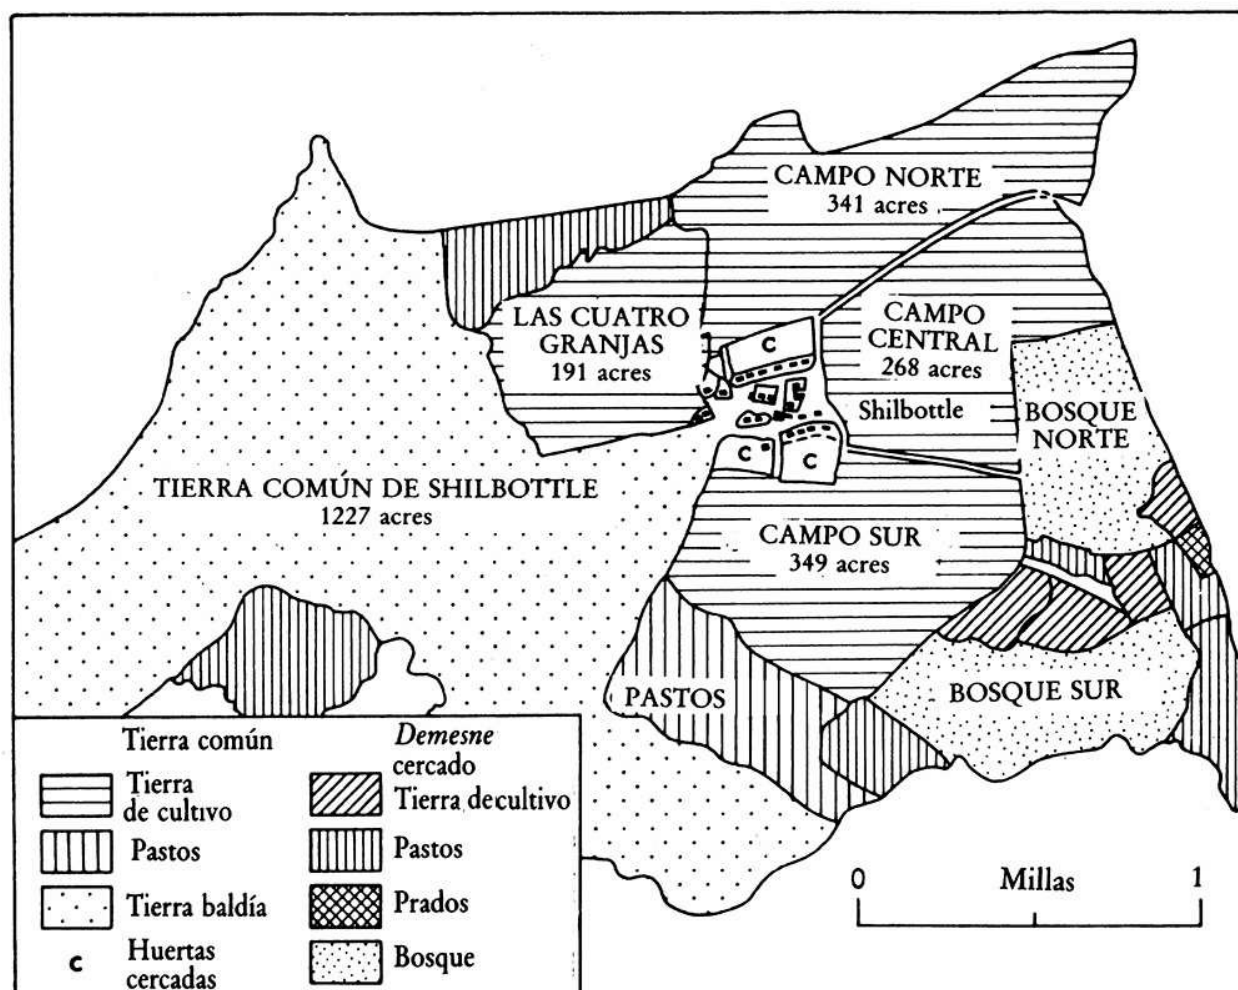 CAMPO NORTE
341 acres
LAS CUATRO
GRANJAS
191 acres
C
CAMPO
CENTRAL
268 acres
Shilbottle
BOSQUE
NORTE
C
C
TIERRA COMÚN DE SHILBOTTLE
1227 acres
CAMPO SUR
349 acres
PASTOS
BOSQUE SUR
Tierra común
Tierra
de cultivo
Pastos
Tierra baldía
C
Huertas
cercadas
Demesne
cercado
Tierra de cultivo
Pastos
Prados
Bosque
0
Millas
1